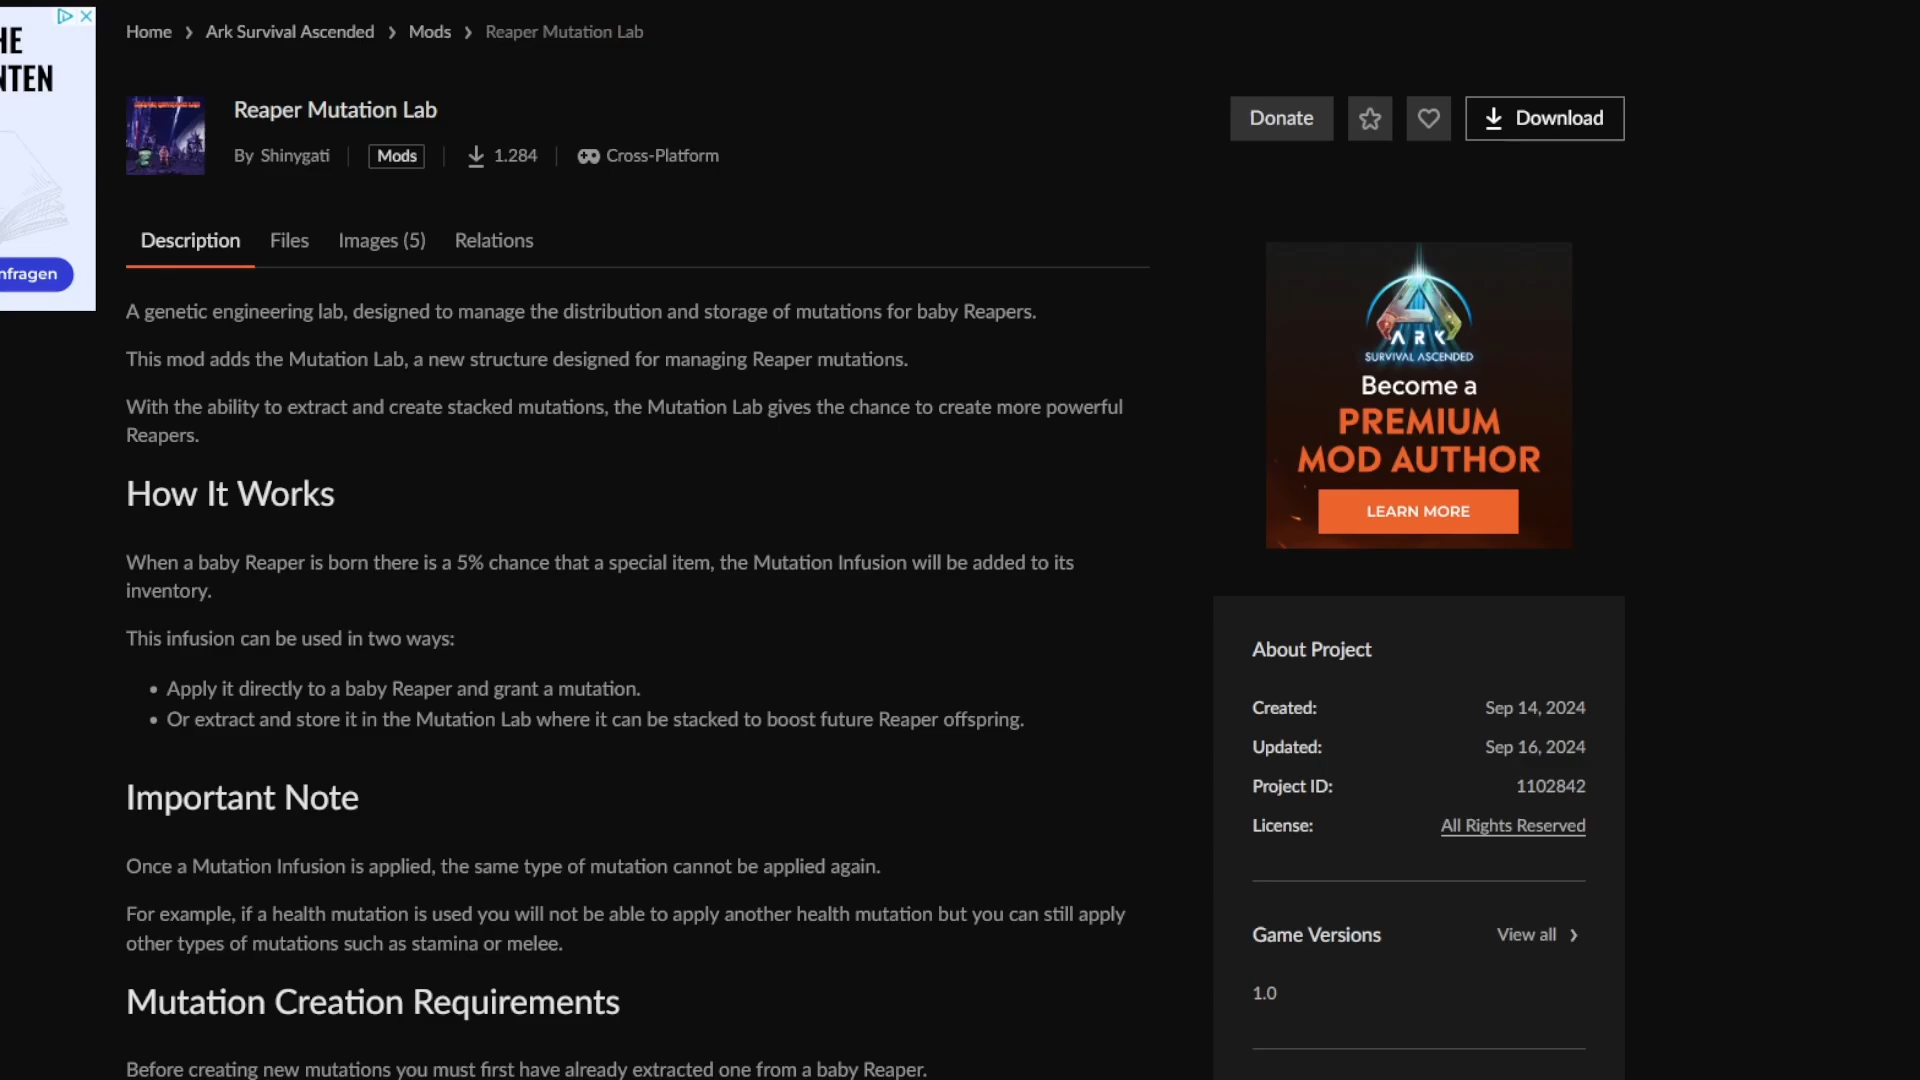 HE
NTEN
nfragen
Home > Ark Survival Ascended > Mods > Reaper Mutation Lab
Reaper Mutation Lab
By Shinygati | Mods | 1.284 | Cross-Platform
Donate
Download
Description Files Images (5) Relations
A genetic engineering lab, designed to manage the distribution and storage of mutations for baby Reapers.
This mod adds the Mutation Lab, a new structure designed for managing Reaper mutations.
With the ability to extract and create stacked mutations, the Mutation Lab gives the chance to create more powerful
Reapers.
How It Works
When a baby Reaper is born there is a 5% chance that a special item, the Mutation Infusion will be added to its
inventory.
This infusion can be used in two ways:
• Apply it directly to a baby Reaper and grant a mutation.
• Or extract and store it in the Mutation Lab where it can be stacked to boost future Reaper offspring.
Important Note
Once a Mutation Infusion is applied, the same type of mutation cannot be applied again.
For example, if a health mutation is used you will not be able to apply another health mutation but you can still apply
other types of mutations such as stamina or melee.
Mutation Creation Requirements
Before creating new mutations you must first have already extracted one from a baby Reaper.
ARK
SURVIVAL ASCENDED
Become a
PREMIUM
MOD AUTHOR
LEARN MORE
About Project
Created: Sep 14, 2024
Updated: Sep 16, 2024
Project ID: 1102842
License: All Rights Reserved
Game Versions View all >
1.0